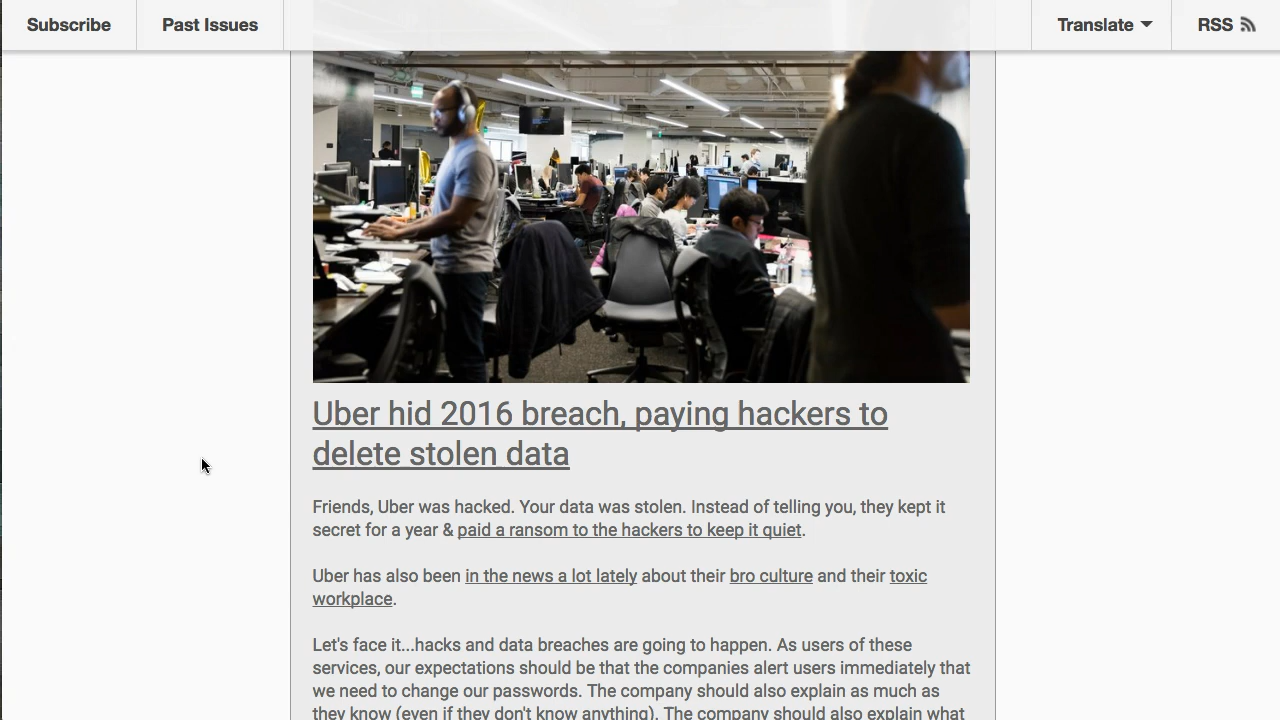 Subscribe
Past Issues
Translate
RSS
Uber hid 2016 breach, paying hackers to
delete stolen data
Friends, Uber was hacked. Your data was stolen. Instead of telling you, they kept it
secret for a year & paid a ransom to the hackers to keep it quiet.
Uber has also been in the news a lot lately about their bro culture and their toxic
workplace.
Let's face it...hacks and data breaches are going to happen. As users of these
services, our expectations should be that the companies alert users immediately that
we need to change our passwords. The company should also explain as much as
they know (even if they don't know anything). The company should also explain what